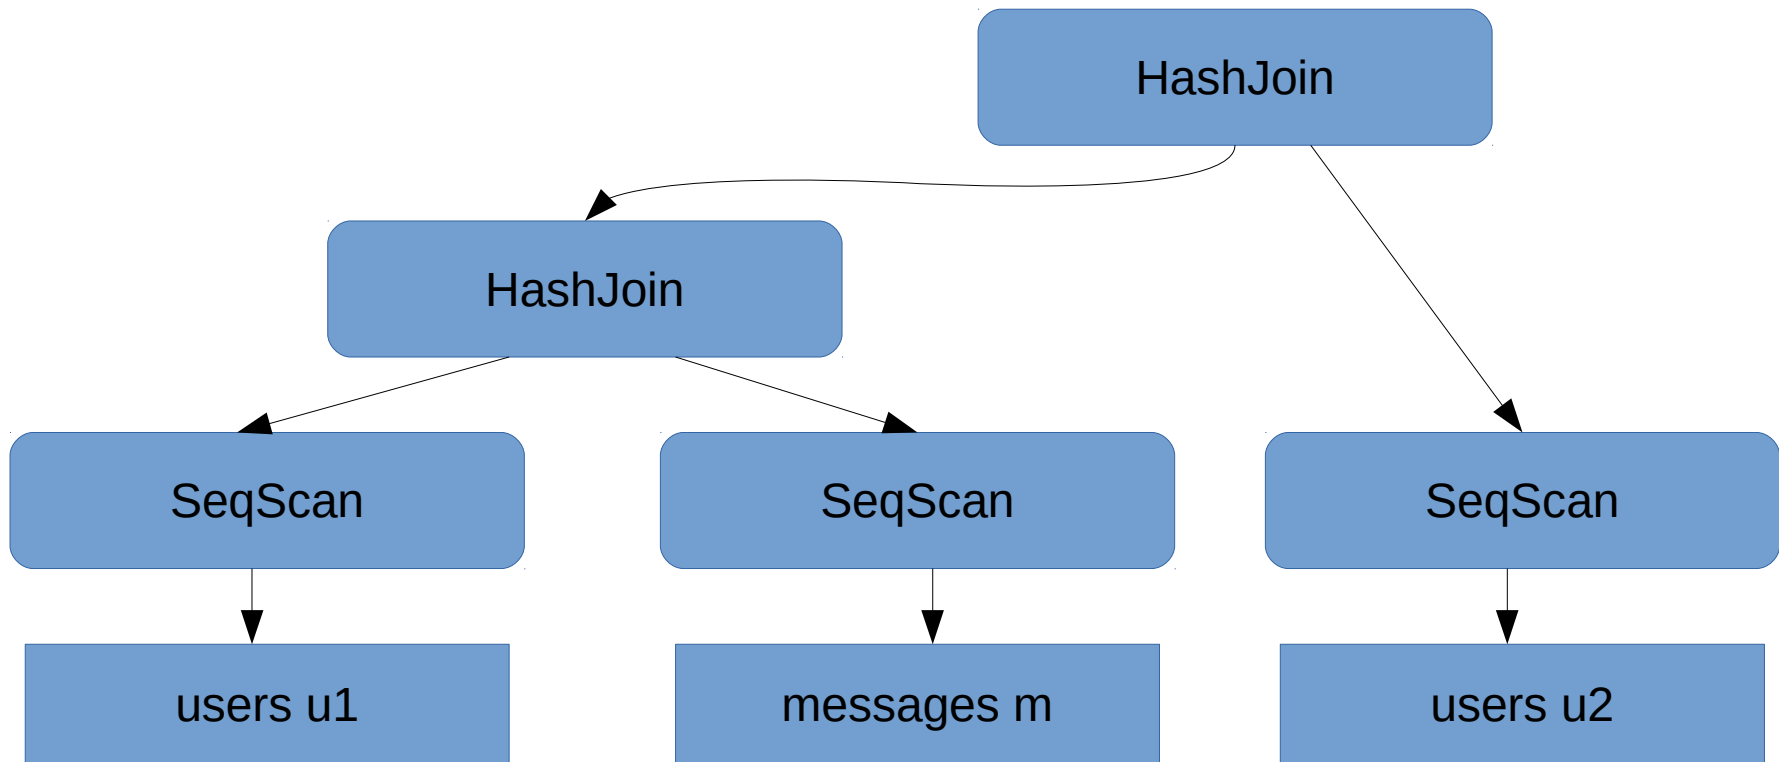 HashJoin
HashJoin
SeqScan
SeqScan
SeqScan
users u1
messages m
users u2